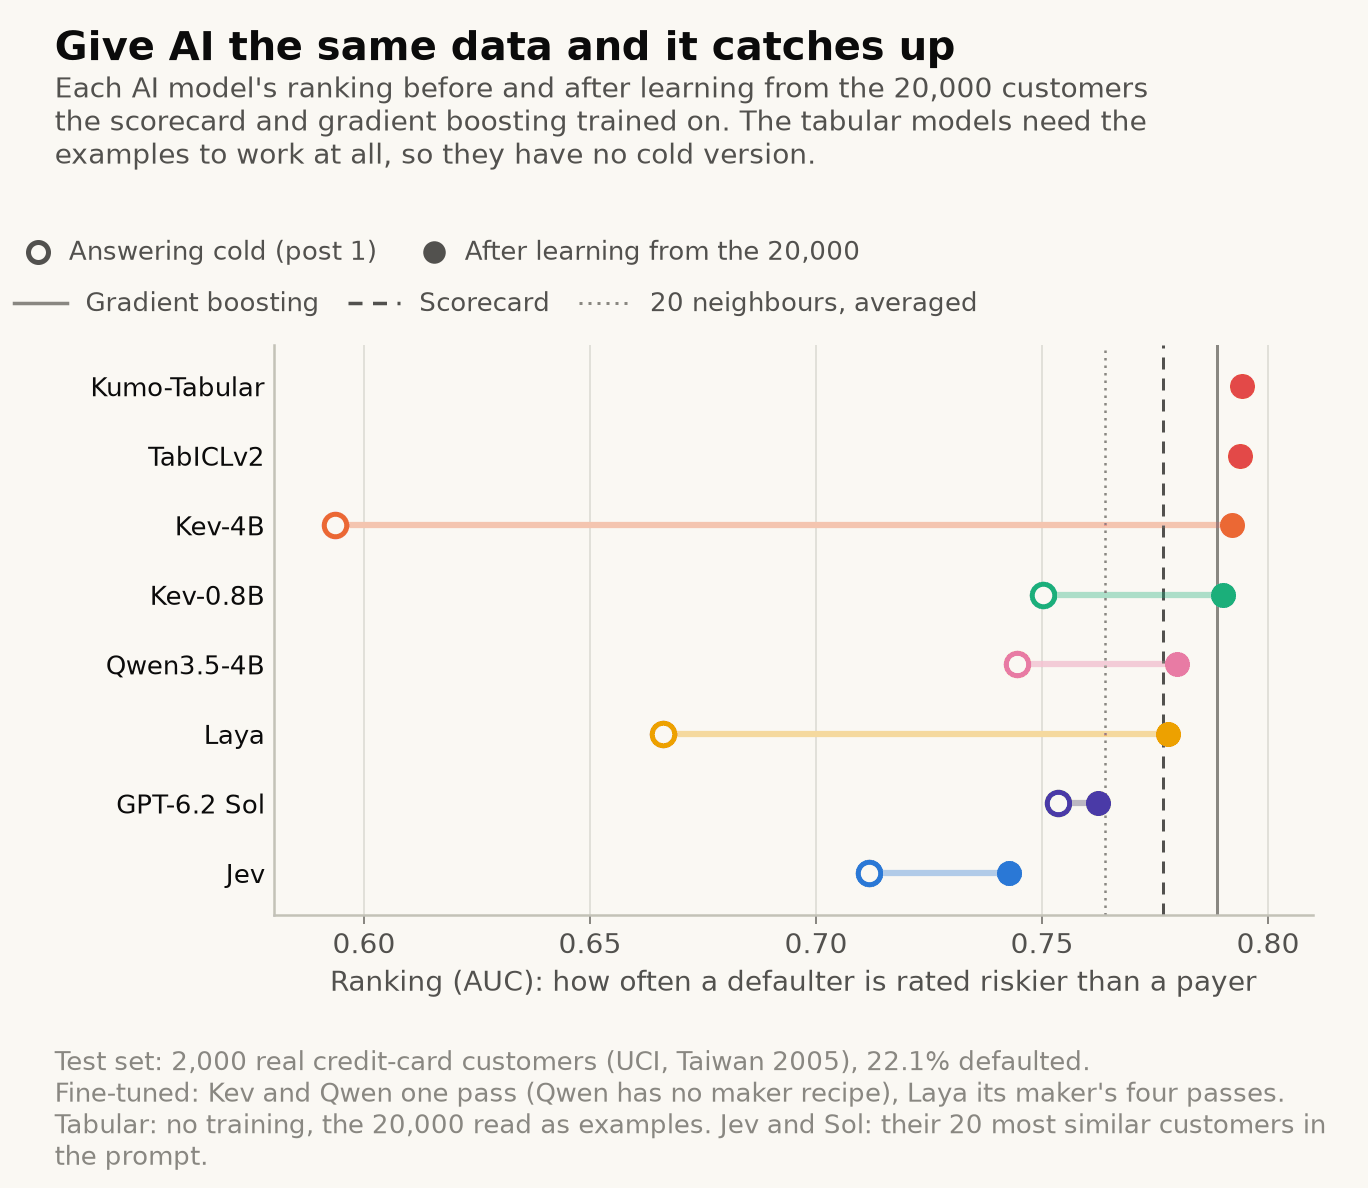 Give AI the same data and it catches up
Each AI model's ranking before and after learning from the 20,000 customers
the scorecard and gradient boosting trained on. The tabular models need the
examples to work at all, so they have no cold version.
Answering cold (post 1)
After learning from the 20,000
Gradient boosting
Scorecard
20 neighbours, averaged
Kumo-Tabular
TabICLv2
Kev-4B
Kev-0.8B
Qwen3.5-4B
Laya
GPT-6.2 Sol
Jev
0.60 0.65 0.70 0.75 0.80
Ranking (AUC): how often a defaulter is rated riskier than a payer
Test set: 2,000 real credit-card customers (UCI, Taiwan 2005), 22.1% defaulted.
Fine-tuned: Kev and Qwen one pass (Qwen has no maker recipe), Laya its maker's four passes.
Tabular: no training, the 20,000 read as examples. Jev and Sol: their 20 most similar customers in
the prompt.